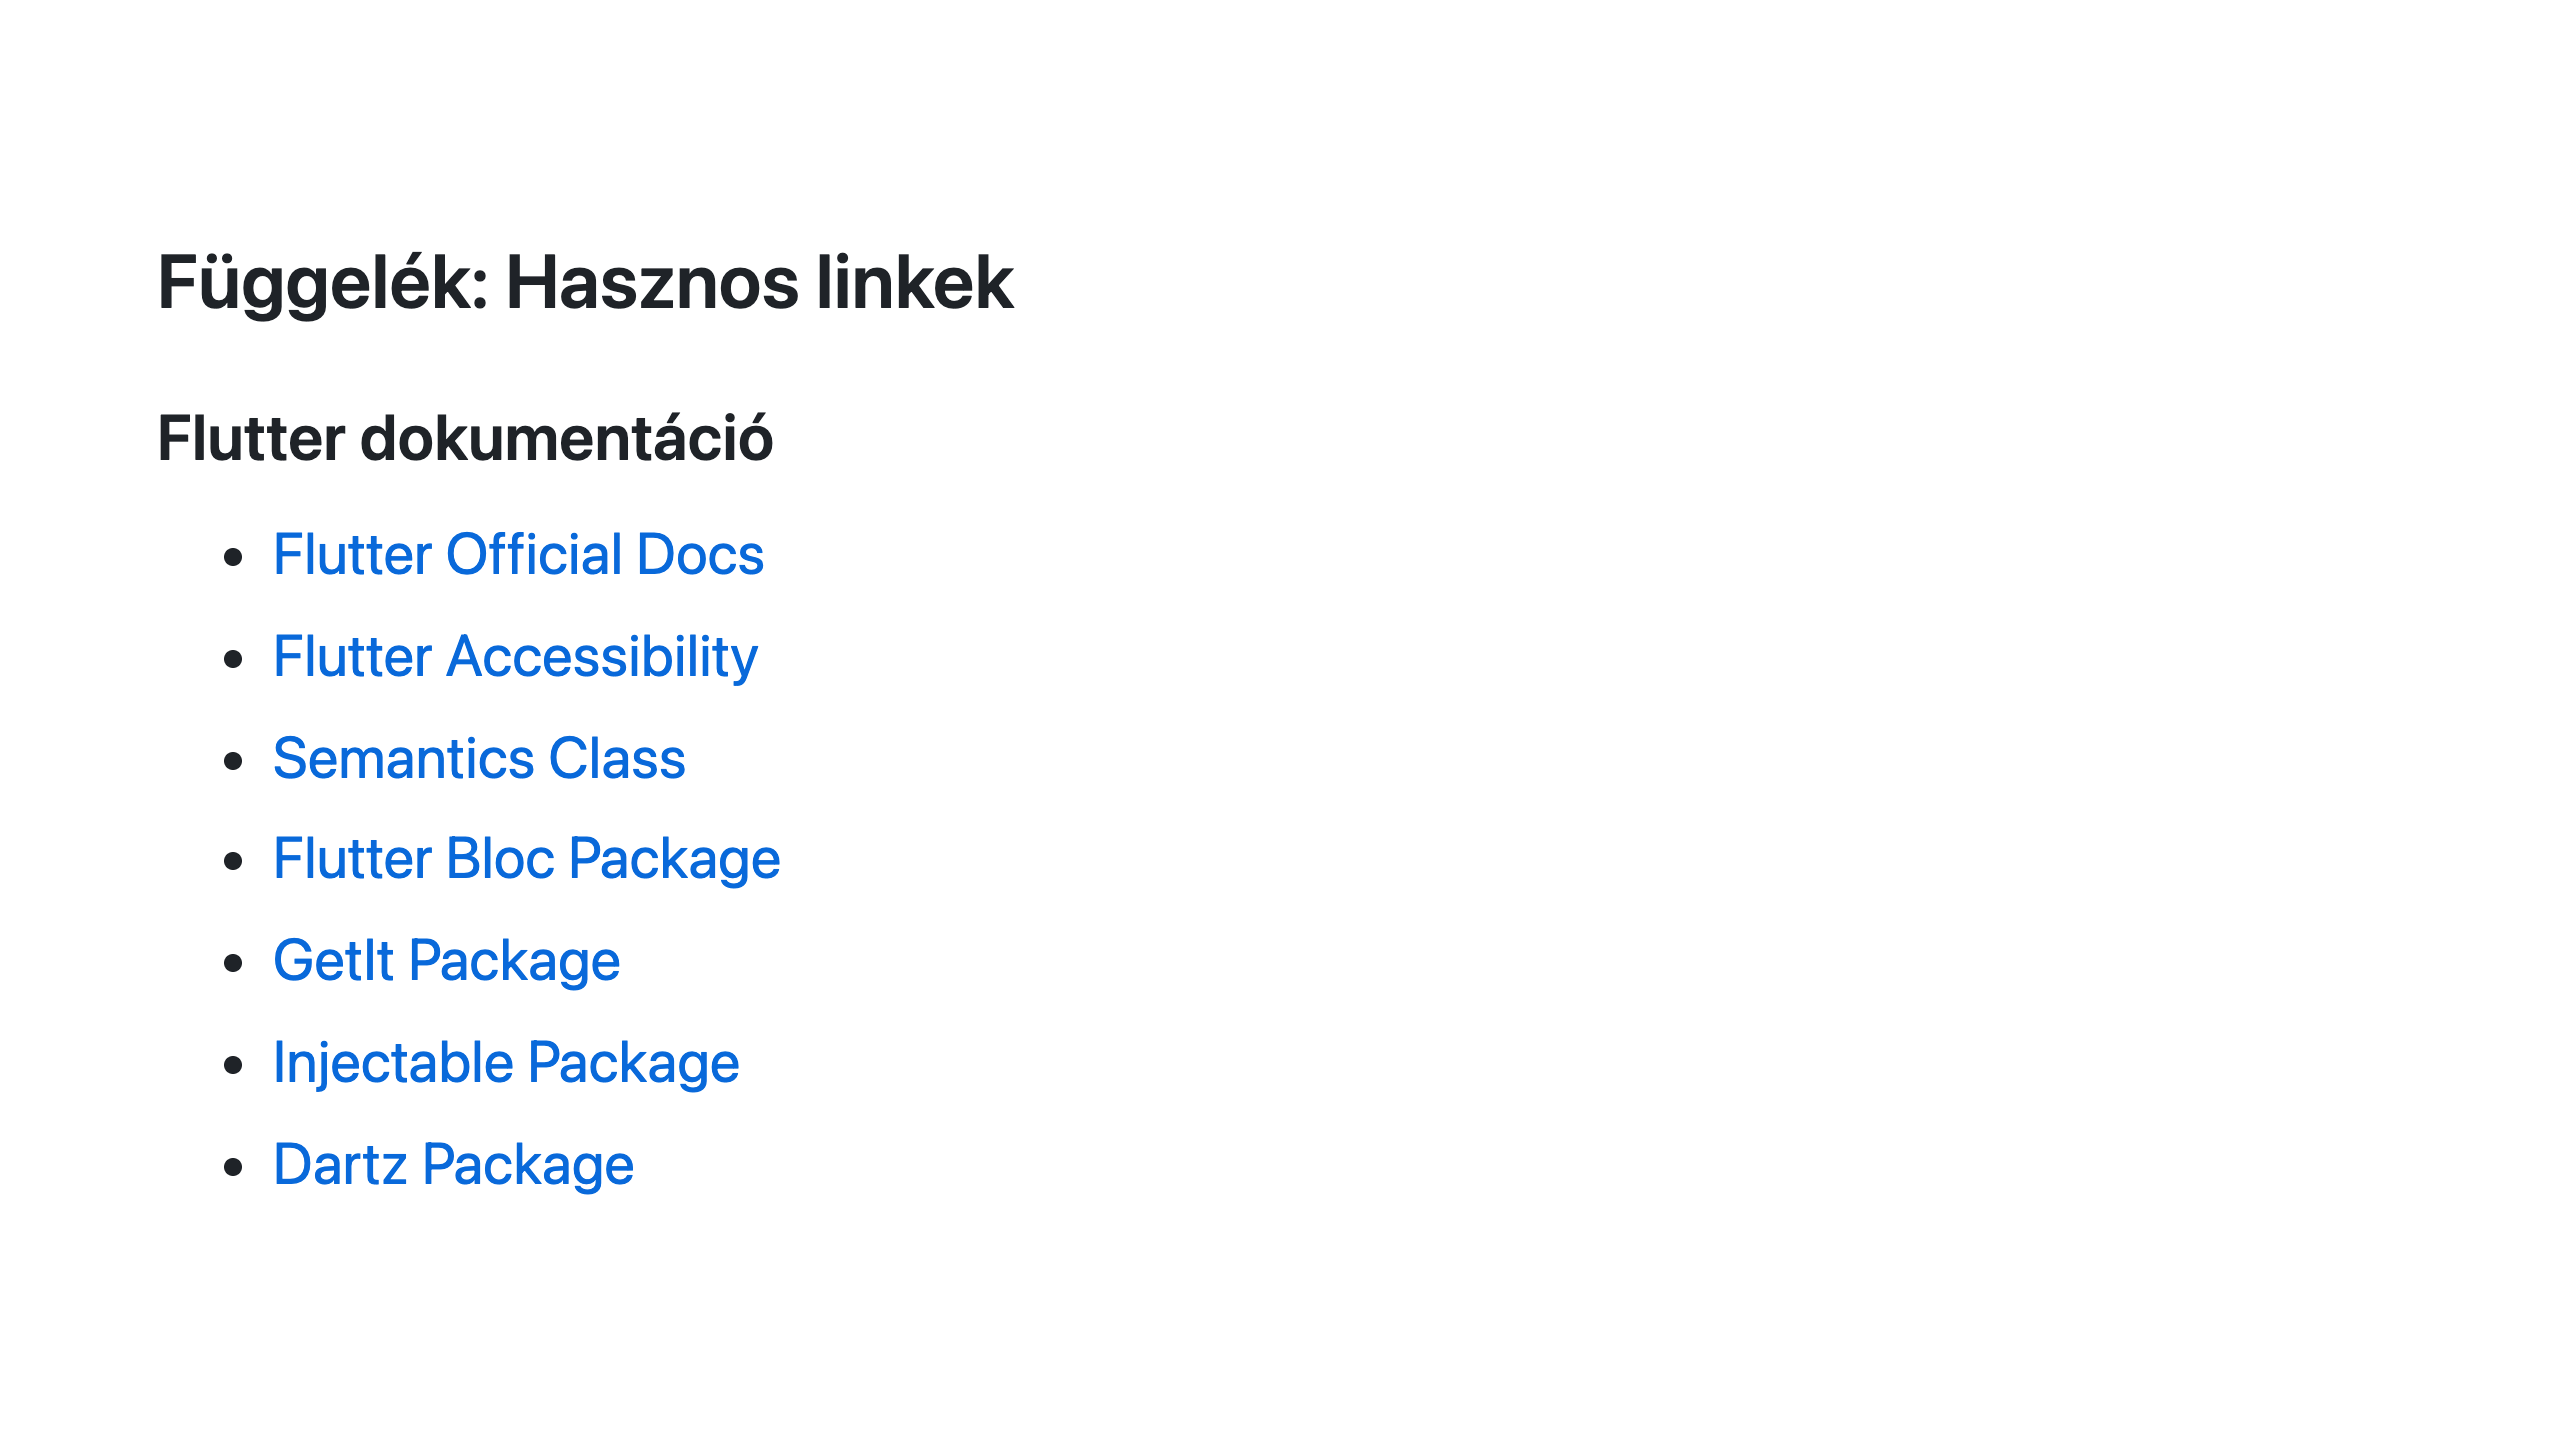 Függelék: Hasznos linkek
Flutter dokumentáció
Flutter Official Docs
Flutter Accessibility
Semantics Class
Flutter Bloc Package
GetIt Package
Injectable Package
Dartz Package